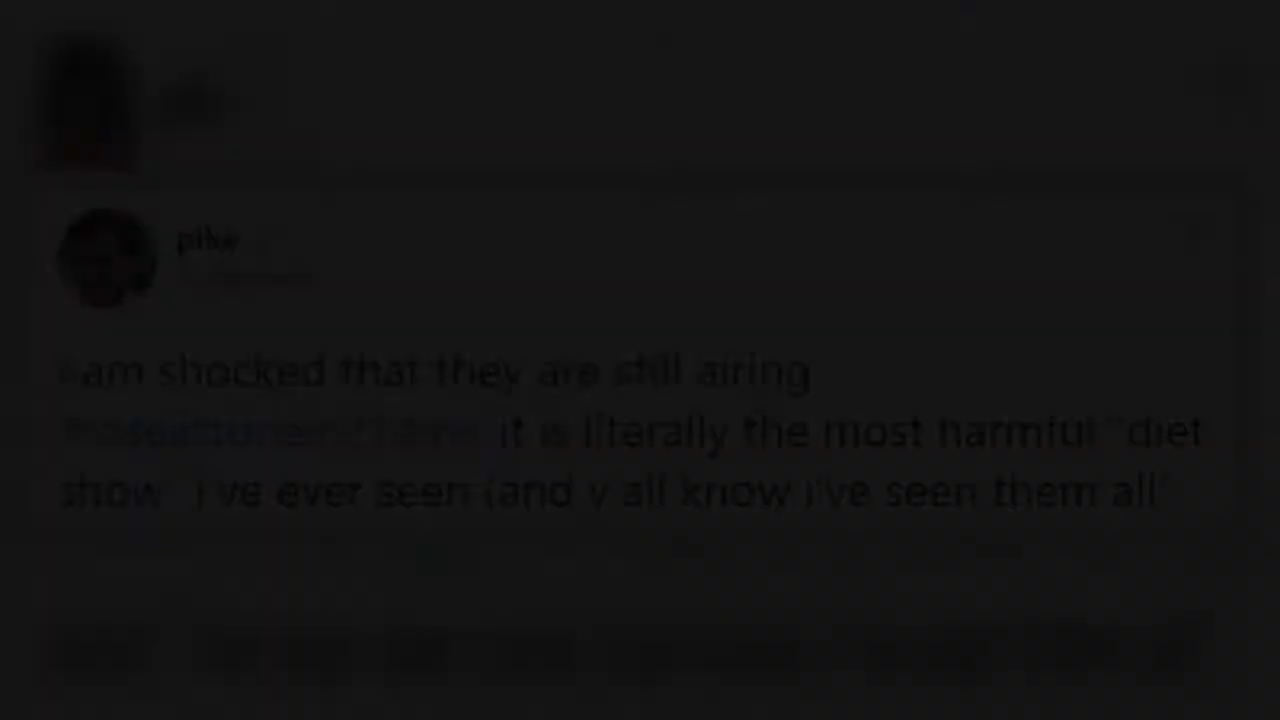 pike
i am shocked that they are still airing
it is literally the most harmful "diet
show" i've ever seen (and y'all know i've seen them all)